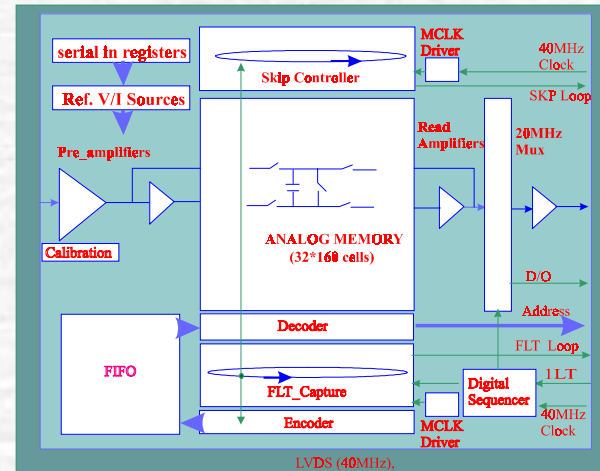 serial in registers
Ref. V/I Sources
Pre_amplifiers
Calibration
Skip Controller
MCLK
Driver
40MHz
Clock
SKP Loop
Read
Amplifiers
20MHz
Mux
ANALOG MEMORY
(32*160 cells)
D/O
Address
Decoder
FLT Loop
FIFO
FLT_Capture
Digital
Sequencer
1LT
Encoder
MCLK
Driver
40MHz
Clock
LVDS (40MHz),